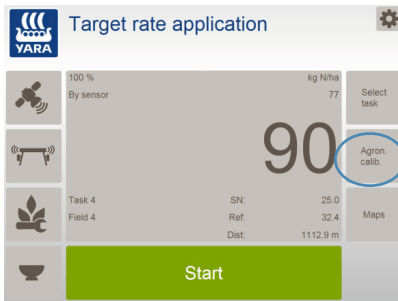 YARA
Target rate application
100 %
kg N/ha
By sensor
77
Select
task
90
Agron.
calib.
Task 4
SN:
25.0
Field 4
Ref:
32.4
Dist:
1112.9 m
Maps
Start